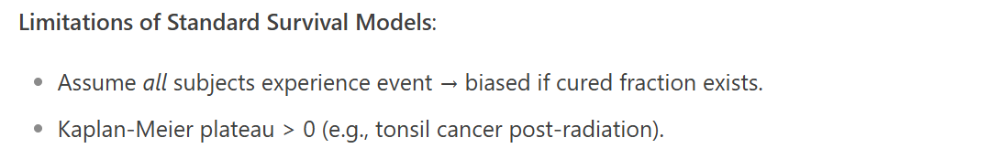 Limitations of Standard Survival Models:
• Assume all subjects experience event → biased if cured fraction exists.
• Kaplan-Meier plateau > 0 (e.g., tonsil cancer post-radiation).